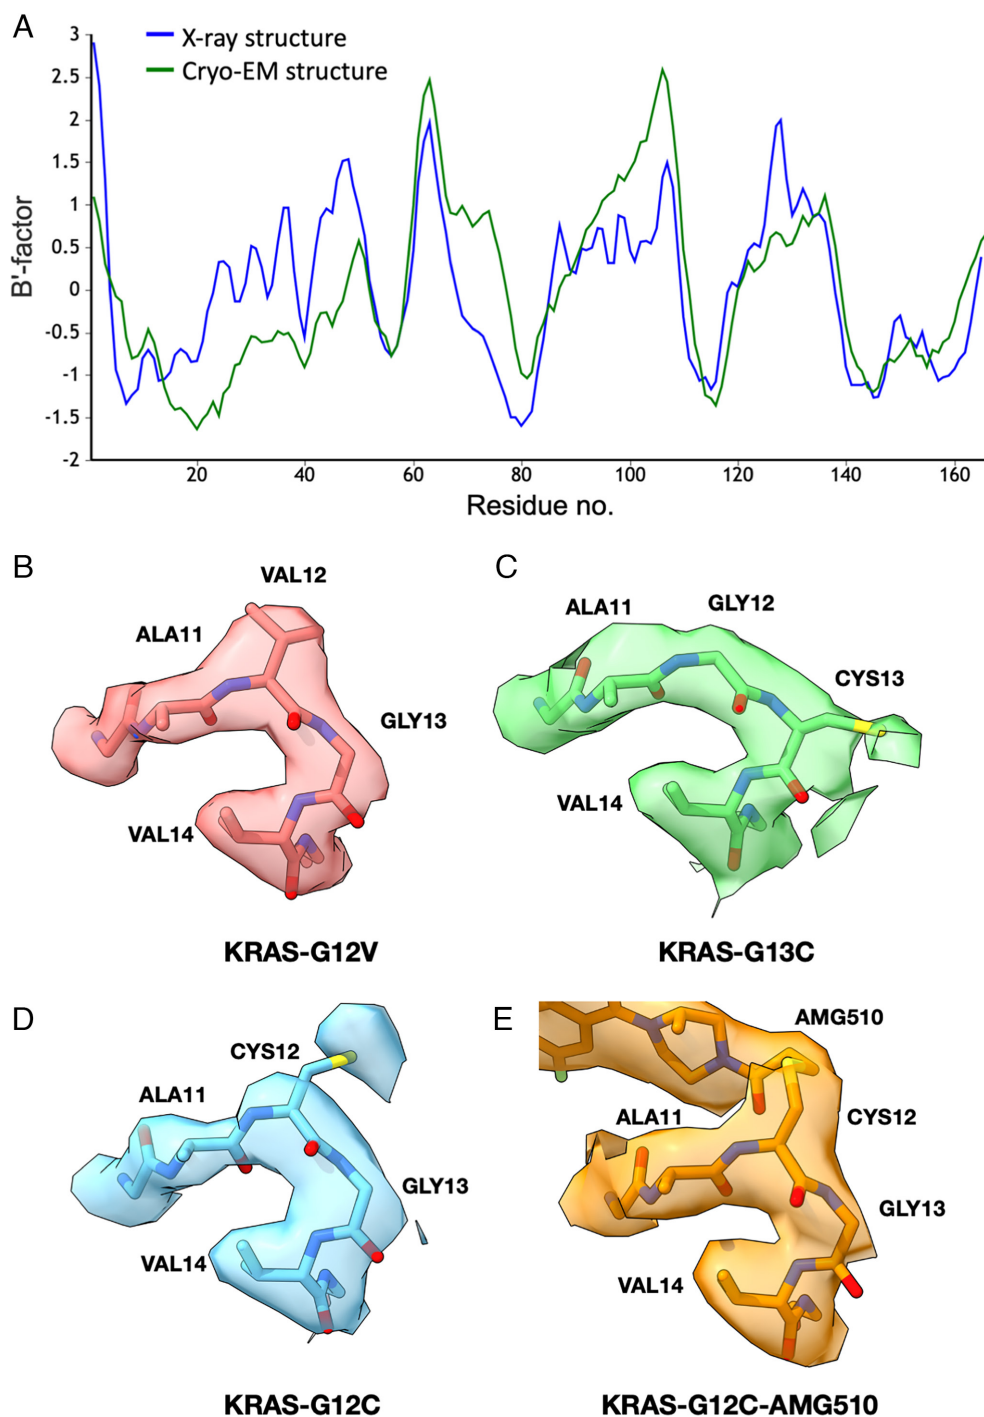 A
X-ray structure
Cryo-EM structure
3
2.5
2
1.5
1
0.5
0
-0.5
-1
-1.5
-2
B'-factor
20 40 60 80 100 120 140 160
Residue no.
B
VAL12
ALA11
GLY13
VAL14
KRAS-G12V
C
ALA11
GLY12
CYS13
VAL14
KRAS-G13C
D
CYS12
ALA11
GLY13
VAL14
KRAS-G12C
E
AMG510
ALA11
CYS12
GLY13
VAL14
KRAS-G12C-AMG510